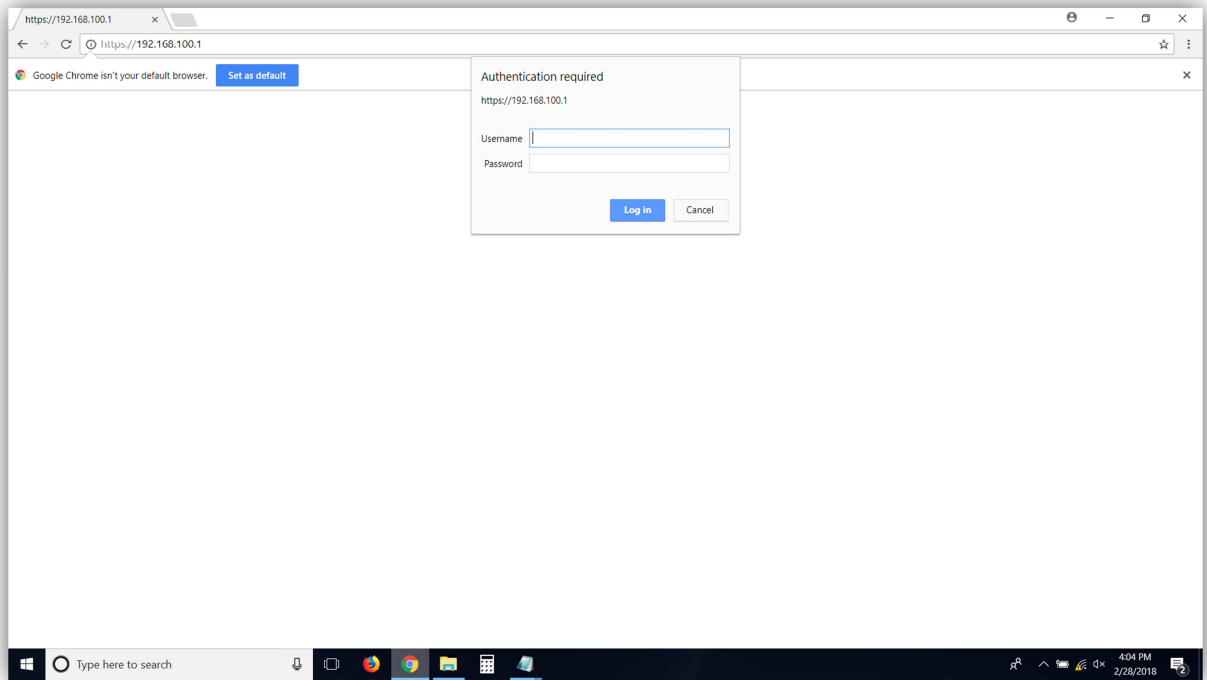 https://192.168.100.1
https://192.168.100.1
Google Chrome isn't your default browser. Set as default
Authentication required
https://192.168.100.1
Username
Password
Log in Cancel
Type here to search
4:04 PM
2/28/2018
2